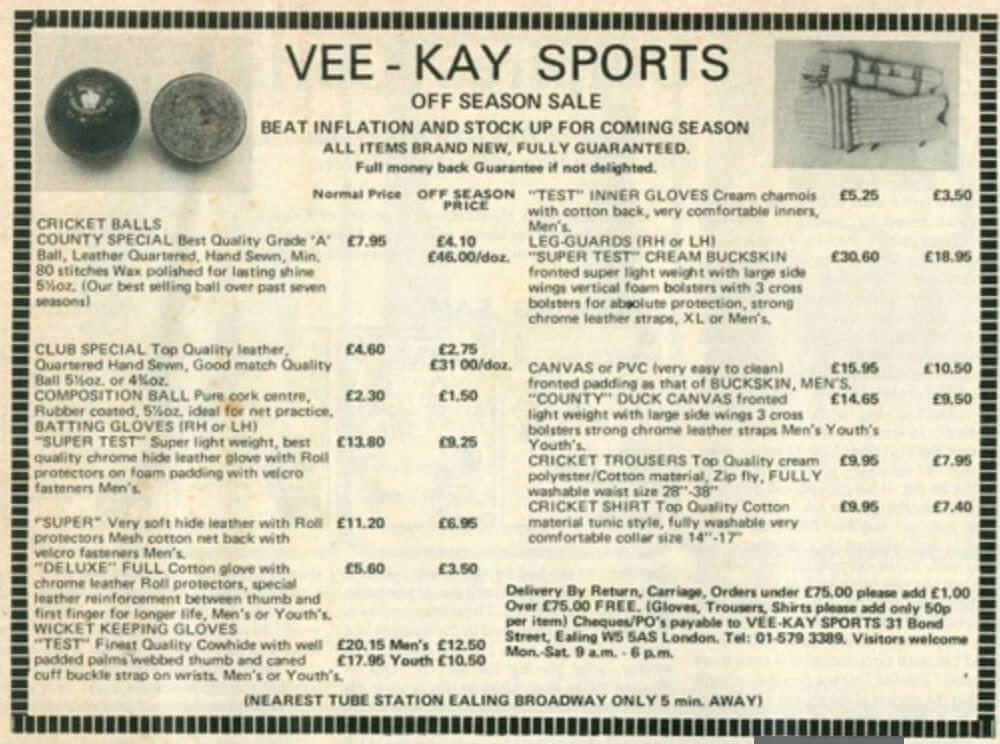 VEE-KAY SPORTS
OFF SEASON SALE
BEAT INFLATION AND STOCK UP FOR COMING SEASON
ALL ITEMS BRAND NEW, FULLY GUARANTEED.
Full money back Guarantee if not delighted.
Normal Price OFF SEASON PRICE
CRICKET BALLS
COUNTY SPECIAL Best Quality Grade 'A' £7.95 £4.10
Ball, Leather Quartered, Hand Sewn, Min. £46.00/doz.
80 stitches Wax polished for lasting shine
5½oz. (Our best selling ball over past seven
seasons)
CLUB SPECIAL Top Quality leather, £4.60 £2.75
Quartered Hand Sewn, Good match Quality £31 00/doz.
Ball 5½oz. or 4¾oz.
COMPOSITION BALL Pure cork centre, £2.30 £1.50
Rubber coated, 5½oz, ideal for net practice.
BATTING GLOVES (RH or LH)
"SUPER TEST" Super light weight, best £13.80 £9.25
quality chrome hide leather glove with Roll
protectors on foam padding with velcro
fasteners Men's.
"SUPER" Very soft hide leather with Roll £11.20 £6.95
protectors Mesh cotton net back with
velcro fasteners Men's.
"DELUXE" FULL Cotton glove with £5.60 £3.50
chrome leather Roll protectors, special
leather reinforcement between thumb and
first finger for longer life, Men's or Youth's.
WICKET KEEPING GLOVES
"TEST" Finest Quality Cowhide with well £20.15 Men's £12.50
padded palms webbed thumb and caned £17.95 Youth £10.50
cuff buckle strap on wrists. Men's or Youth's.
"TEST" INNER GLOVES Cream chamois £5.25 £3.50
with cotton back, very comfortable inners,
Men's.
LEG-GUARDS (RH or LH)
"SUPER TEST" CREAM BUCKSKIN £30.60 £18.95
fronted super light weight with large side
wings vertical foam bolsters with 3 cross
bolsters for absolute protection, strong
chrome leather straps, XL or Men's.
CANVAS or PVC (very easy to clean) £15.95 £10.50
fronted padding as that of BUCKSKIN, MEN'S.
"COUNTY" DUCK CANVAS fronted £14.65 £9.50
light weight with large side wings 3 cross
bolsters strong chrome leather straps Men's Youth's
Youth's.
CRICKET TROUSERS Top Quality cream £9.95 £7.95
polyester/Cotton material, Zip fly, FULLY
washable waist size 28"-38"
CRICKET SHIRT Top Quality Cotton £9.95 £7.40
material tunic style, fully washable very
comfortable collar size 14"-17"
Delivery By Return, Carriage, Orders under £75.00 please add £1.00
Over £75.00 FREE. (Gloves, Trousers, Shirts please add only 50p
per item) Cheques/PO's payable to VEE-KAY SPORTS 31 Bond
Street, Ealing W5 5AS London. Tel: 01-579 3389. Visitors welcome
Mon.-Sat. 9 a.m. - 6 p.m.
(NEAREST TUBE STATION EALING BROADWAY ONLY 5 min. AWAY)